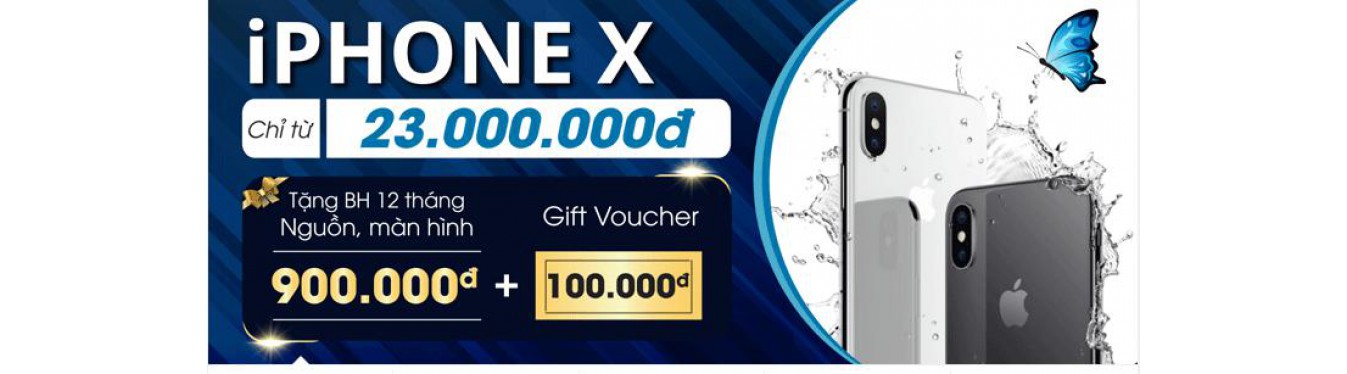 iPHONE X
Chỉ từ 23.000.000đ
Tặng BH 12 tháng
Nguồn, màn hình
900.000đ
+
Gift Voucher
100.000đ